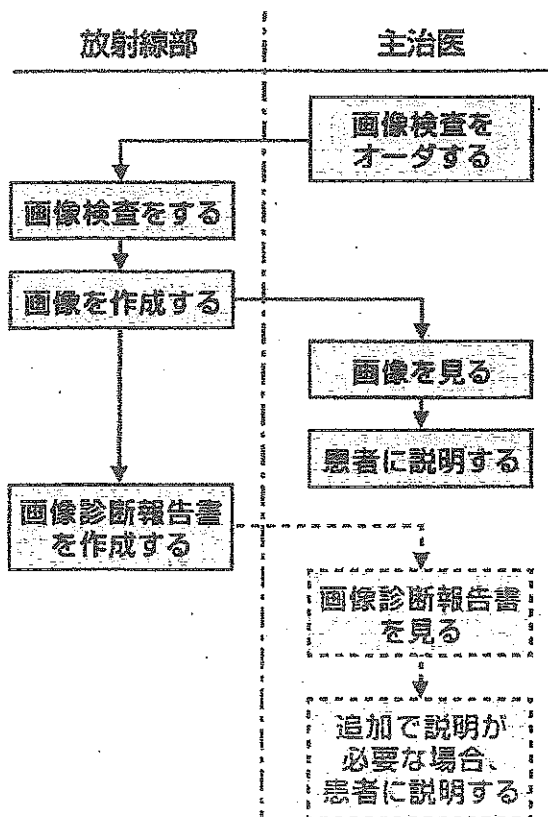 放射線部
主治医
画像検査を
オーダする
画像検査をする
画像を作成する
画像を見る
患者に説明する
画像診断報告書
を作成する
画像診断報告書
を見る
追加で説明が
必要な場合、
患者に説明する